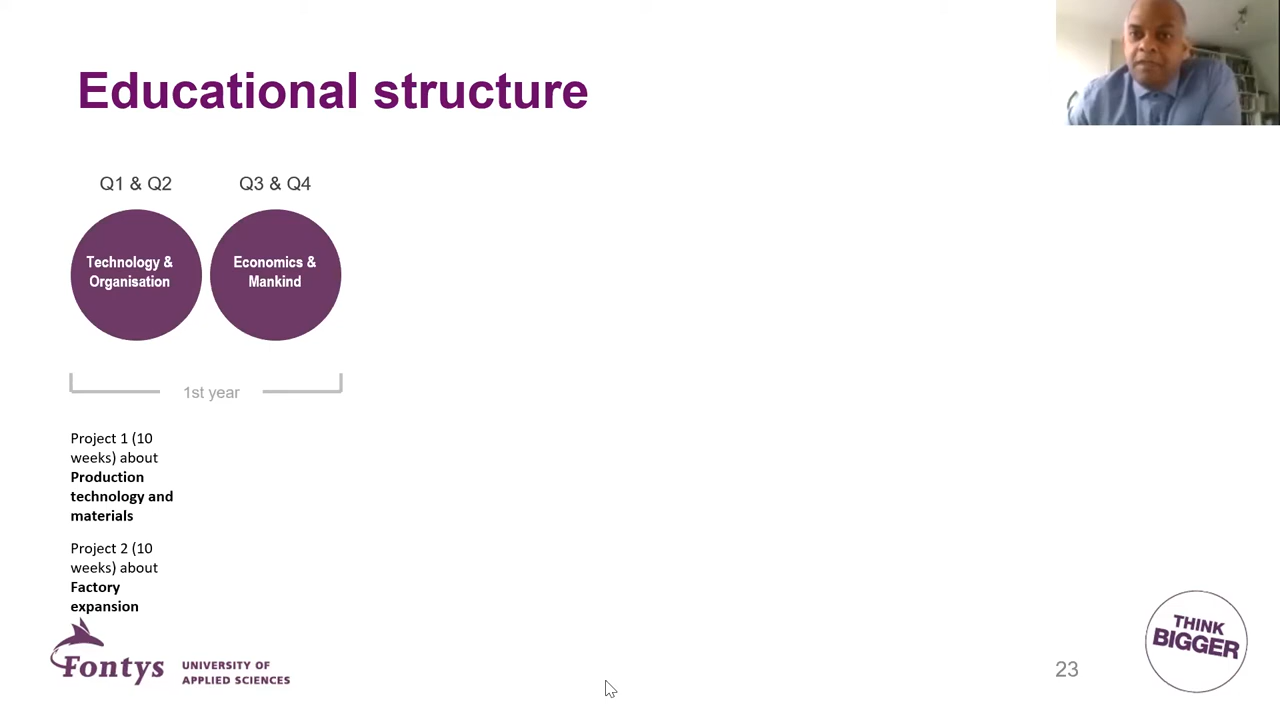 Educational structure
Q1 & Q2
Q3 & Q4
Technology &
Organisation
Economics &
Mankind
1st year
Project 1 (10
weeks) about
Production
technology and
materials
Project 2 (10
weeks) about
Factory
expansion
Fontys
UNIVERSITY OF
APPLIED SCIENCES
23
THINK
BIGGER